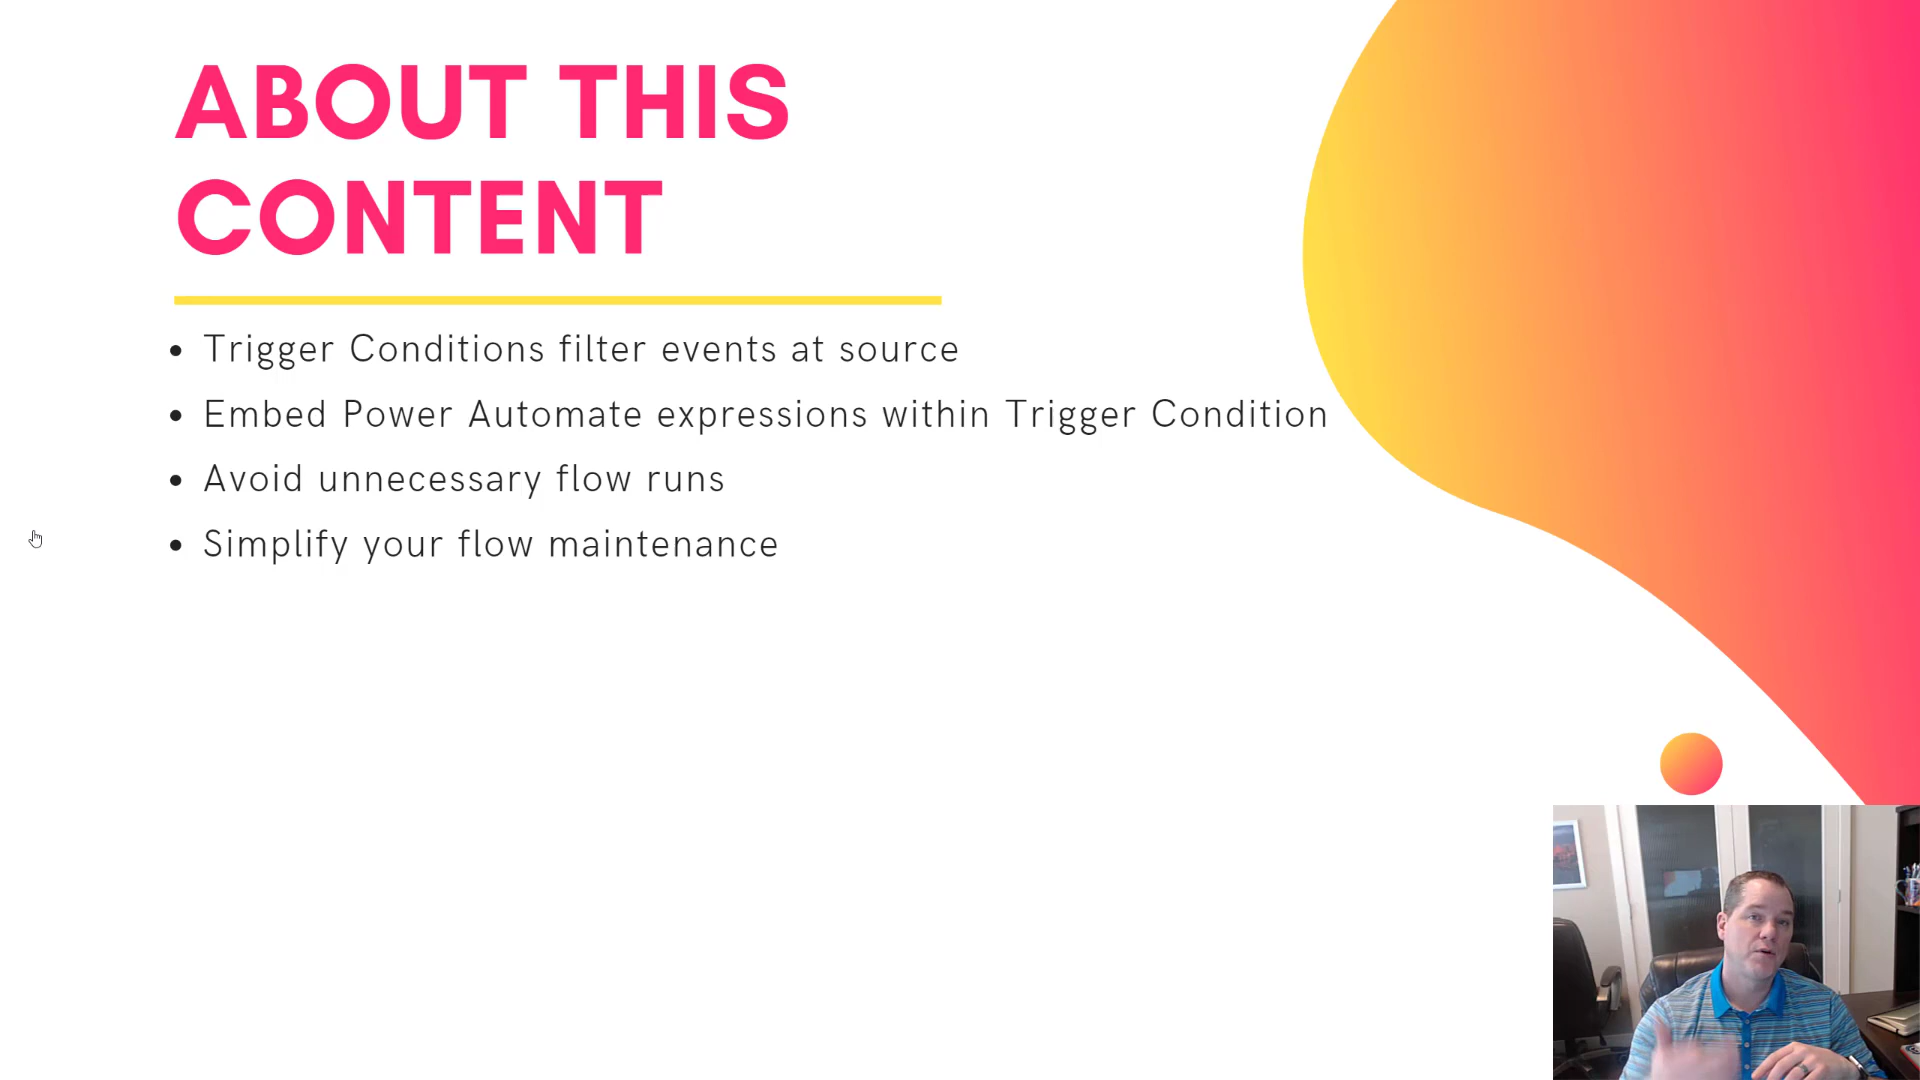 ABOUT THIS
CONTENT
• Trigger Conditions filter events at source
• Embed Power Automate expressions within Trigger Condition
• Avoid unnecessary flow runs
• Simplify your flow maintenance